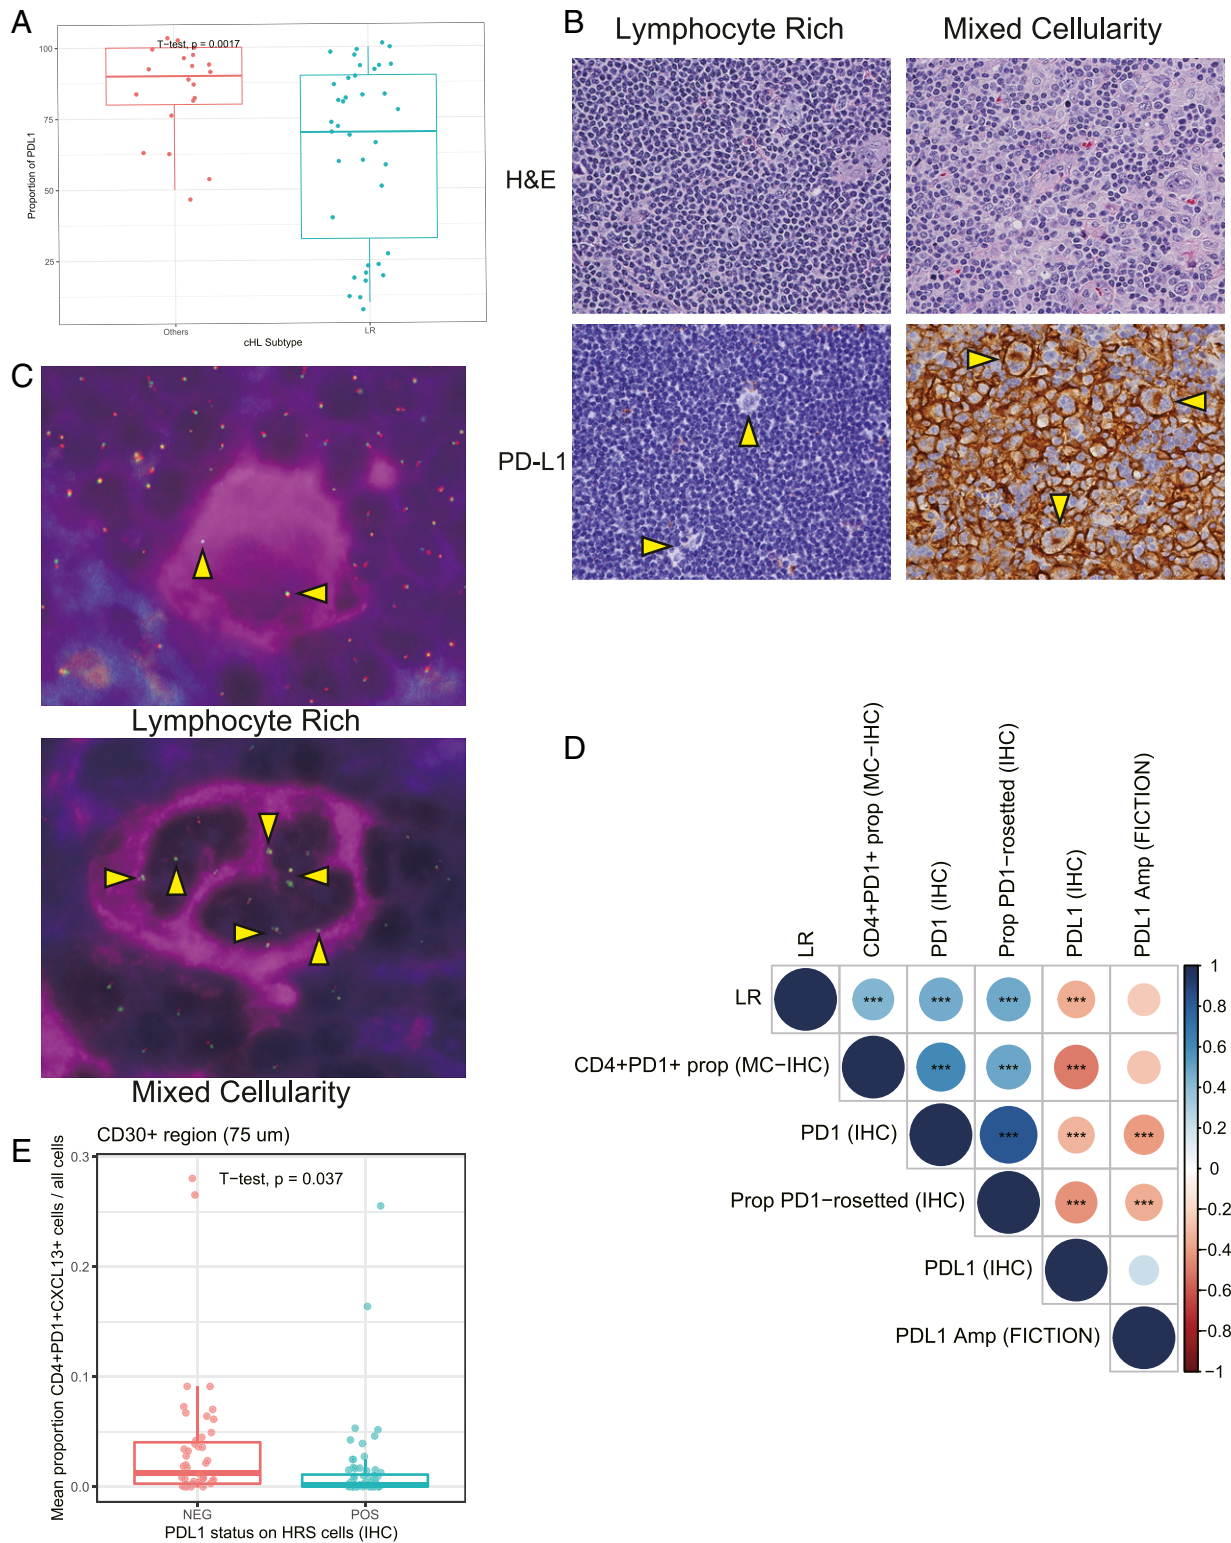 A
T-test, p = 0.0017
100
75
50
25
Proportion of PDL1
Others
LR
cHL Subtype
B
Lymphocyte Rich
Mixed Cellularity
H&E
PD-L1
C
Lymphocyte Rich
Mixed Cellularity
D
LR
CD4+PD1+ prop (MC-IHC)
PD1 (IHC)
Prop PD1-rosetted (IHC)
PDL1 (IHC)
PDL1 Amp (FICTION)
LR
*** *** *** ***
CD4+PD1+ prop (MC-IHC)
*** *** ***
PD1 (IHC)
*** *** ***
Prop PD1-rosetted (IHC)
*** ***
PDL1 (IHC)
PDL1 Amp (FICTION)
1
0.8
0.6
0.4
0.2
0
-0.2
-0.4
-0.6
-0.8
-1
E
CD30+ region (75 um)
T-test, p = 0.037
0.3
0.2
0.1
0.0
Mean proportion CD4+PD1+CXCL13+ cells / all cells
NEG
POS
PDL1 status on HRS cells (IHC)